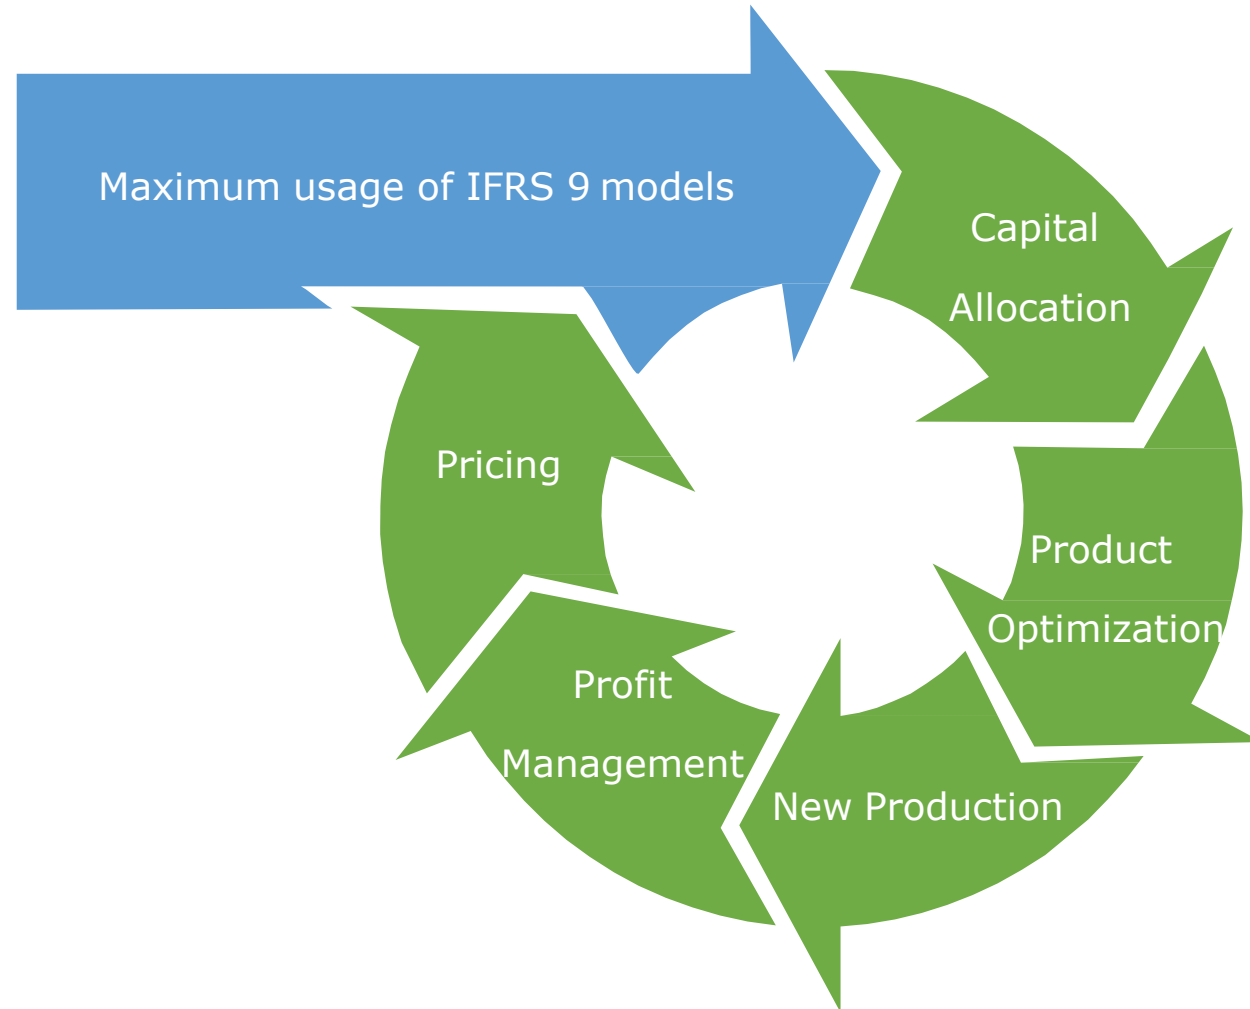 Maximum usage of IFRS 9 models
Capital
Allocation
Pricing
Product
Optimization
Profit
Management
New Production